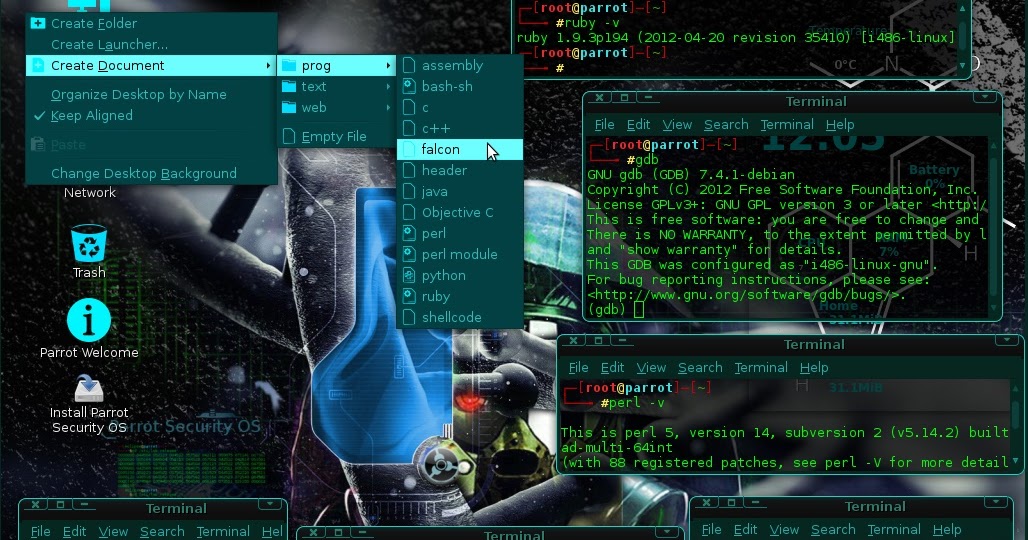 Create Folder
Create Launcher...
Create Document
Organize Desktop by Name
Keep Aligned
Paste
Change Desktop Background
prog
text
web
Empty File
assembly
bash-sh
c
c++
falcon
header
java
Objective C
perl
perl module
python
ruby
shellcode
Network
Trash
Parrot Welcome
Install Parrot
Security OS
Parrot Security OS
[root@parrot]─[~]
#ruby -v
ruby 1.9.3p194 (2012-04-20 revision 35410) [i486-linux]
[root@parrot]─[~]
#
0°C
N
Terminal
File Edit View Search Terminal Help
[root@parrot]─[~]
#gdb
GNU gdb (GDB) 7.4.1-debian
Copyright (C) 2012 Free Software Foundation, Inc.
License GPLv3+: GNU GPL version 3 or later <http:/
This is free software: you are free to change and
There is NO WARRANTY, to the extent permitted by l
and "show warranty" for details.
This GDB was configured as "i486-linux-gnu".
For bug reporting instructions, please see:
<http://www.gnu.org/software/gdb/bugs/>.
(gdb)
Battery
0%
7%
H
Home
31.1MiB
Terminal
File Edit View Search Terminal Help
[root@parrot]─[~]
#perl -v
H
31.1MiB
This is perl 5, version 14, subversion 2 (v5.14.2) built
ad-multi-64int
(with 88 registered patches, see perl -V for more detail
Terminal
File Edit View Search Terminal Hel
Terminal
Terminal
File Edit View Search Terminal Help